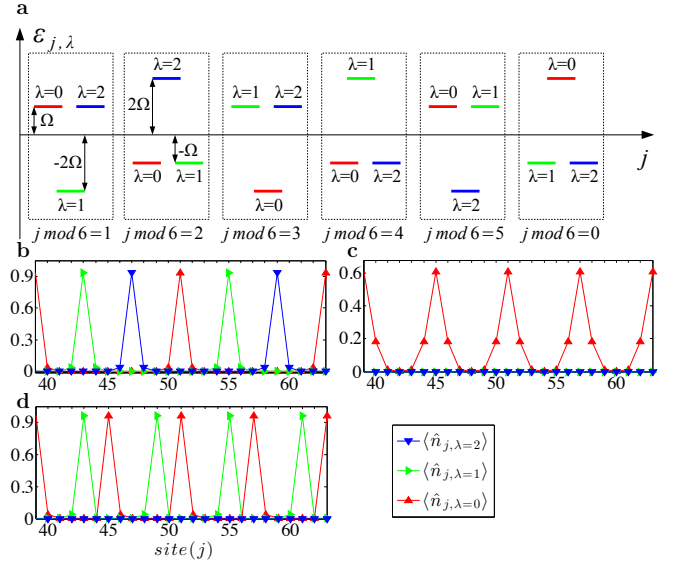 a
ε j,λ
λ=0 λ=2
Ω
-2Ω
λ=1
j mod 6=1
λ=2
2Ω
-Ω
λ=0 λ=1
j mod 6=2
λ=1 λ=2
λ=0
j mod 6=3
λ=1
λ=0 λ=2
j mod 6=4
λ=0 λ=1
λ=2
j mod 6=5
λ=0
λ=1 λ=2
j mod 6=0
j
b
0.9
0.6
0.3
0
40 45 50 55 60
c
0.6
0.4
0.2
0
40 45 50 55 60
d
0.9
0.6
0.3
0
40 45 50 55 60
site(j)
⟨n̂j,λ=2⟩
⟨n̂j,λ=1⟩
⟨n̂j,λ=0⟩